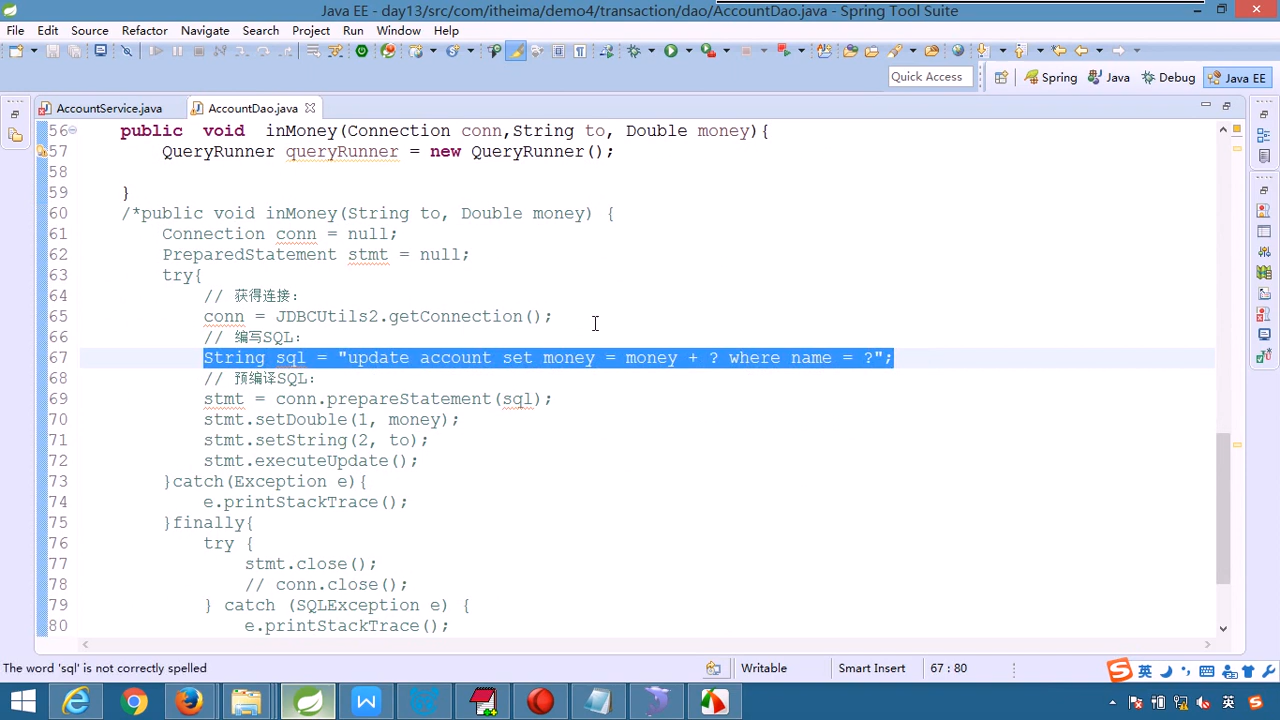 Java EE - day13/src/com/itheima/demo4/transaction/dao/AccountDao.java - Spring Tool Suite
File Edit Source Refactor Navigate Search Project Run Window Help
Quick Access Spring Java Debug Java EE
AccountService.java AccountDao.java
56 public void inMoney(Connection conn,String to, Double money){
57 QueryRunner queryRunner = new QueryRunner();
58
59 }
60 /*public void inMoney(String to, Double money) {
61 Connection conn = null;
62 PreparedStatement stmt = null;
63 try{
64 // 获得连接:
65 conn = JDBCUtils2.getConnection();
66 // 编写SQL:
67 String sql = "update account set money = money + ? where name = ?";
68 // 预编译SQL:
69 stmt = conn.prepareStatement(sql);
70 stmt.setDouble(1, money);
71 stmt.setString(2, to);
72 stmt.executeUpdate();
73 }catch(Exception e){
74 e.printStackTrace();
75 }finally{
76 try {
77 stmt.close();
78 // conn.close();
79 } catch (SQLException e) {
80 e.printStackTrace();
The word 'sql' is not correctly spelled Writable Smart Insert 67 : 80
英
英